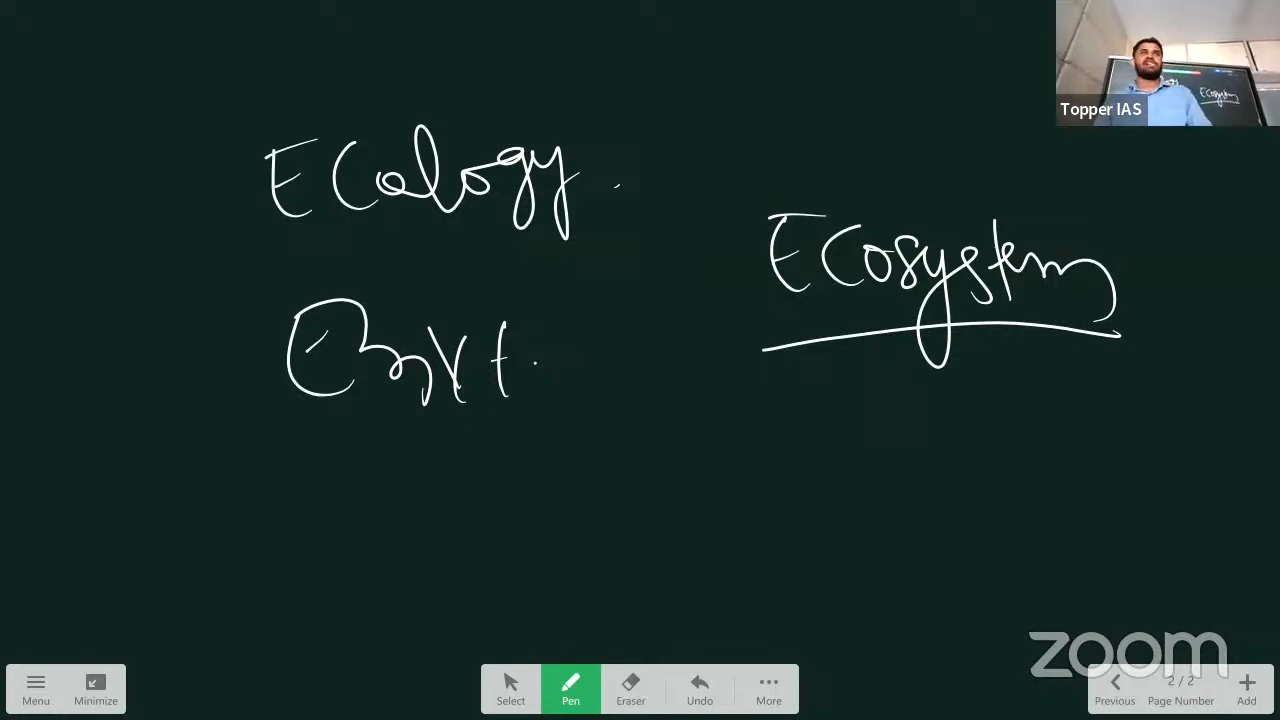 Topper IAS
Ecosystem
Ecology.
Ecosystem
Envt.
zoom
Menu
Minimize
Select
Pen
Eraser
Undo
More
Previous
2/2
Page Number
Add